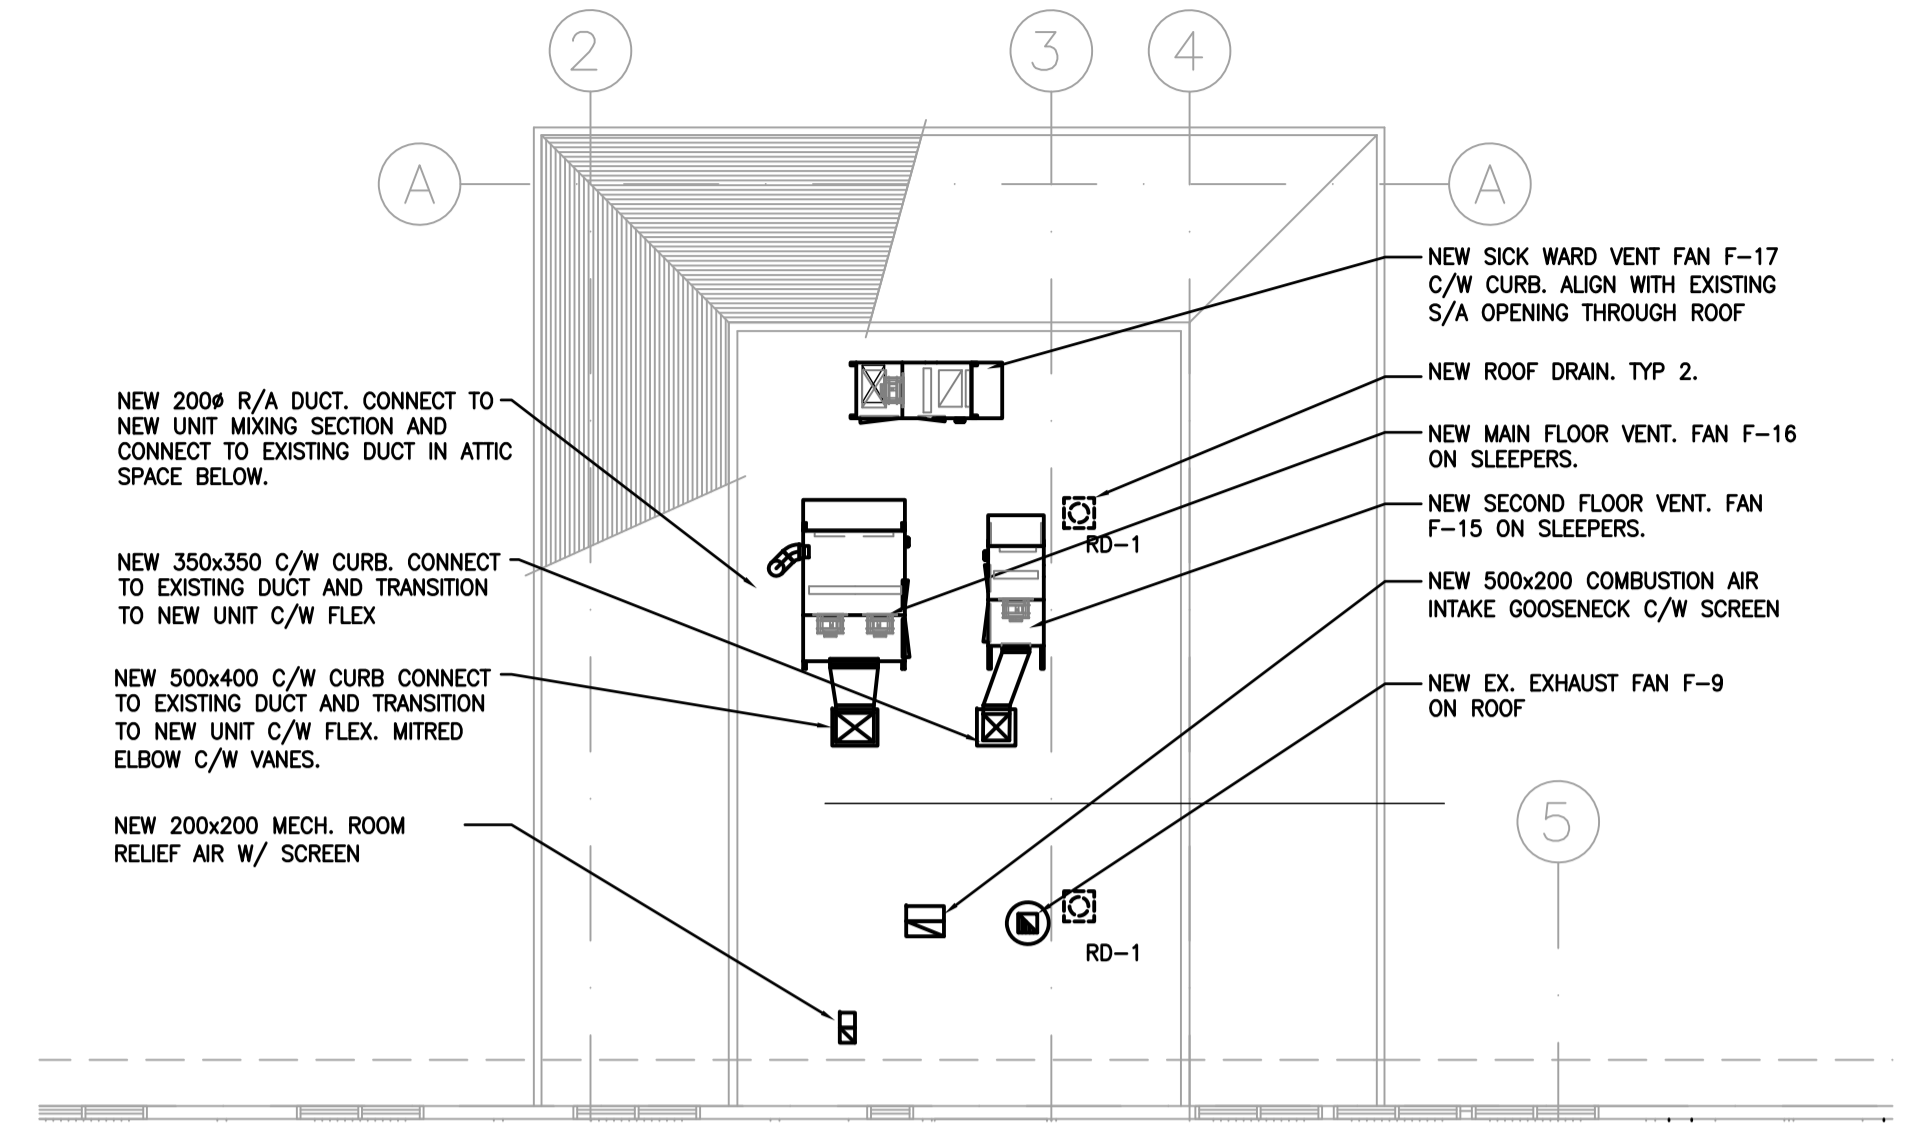 2
3
4
A
A
NEW SICK WARD VENT FAN F-17
C/W CURB. ALIGN WITH EXISTING
S/A OPENING THROUGH ROOF
NEW ROOF DRAIN. TYP 2.
NEW MAIN FLOOR VENT. FAN F-16
ON SLEEPERS.
NEW SECOND FLOOR VENT. FAN
F-15 ON SLEEPERS.
NEW 500x200 COMBUSTION AIR
INTAKE GOOSENECK C/W SCREEN
NEW EX. EXHAUST FAN F-9
ON ROOF
NEW 200ø R/A DUCT. CONNECT TO
NEW UNIT MIXING SECTION AND
CONNECT TO EXISTING DUCT IN ATTIC
SPACE BELOW.
NEW 350x350 C/W CURB. CONNECT
TO EXISTING DUCT AND TRANSITION
TO NEW UNIT C/W FLEX
NEW 500x400 C/W CURB CONNECT
TO EXISTING DUCT AND TRANSITION
TO NEW UNIT C/W FLEX. MITRED
ELBOW C/W VANES.
NEW 200x200 MECH. ROOM
RELIEF AIR W/ SCREEN
RD-1
RD-1
5